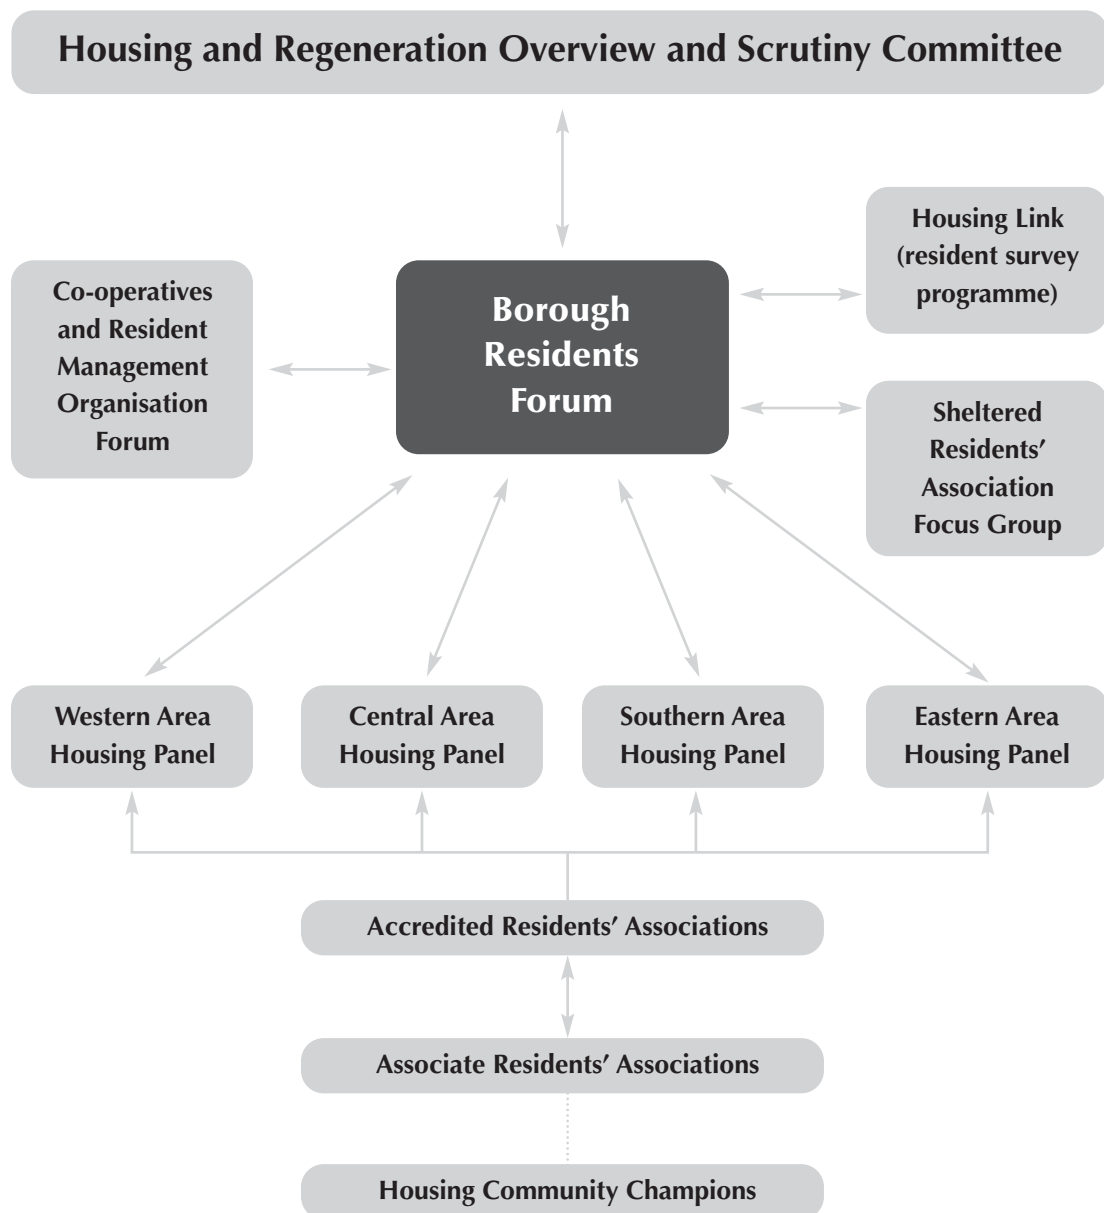 Housing and Regeneration Overview and Scrutiny Committee
Housing Link
(resident survey
programme)
Co-operatives
and Resident
Management
Organisation
Forum
Borough
Residents
Forum
Sheltered
Residents’
Association
Focus Group
Western Area
Housing Panel
Central Area
Housing Panel
Southern Area
Housing Panel
Eastern Area
Housing Panel
Accredited Residents’ Associations
Associate Residents’ Associations
Housing Community Champions